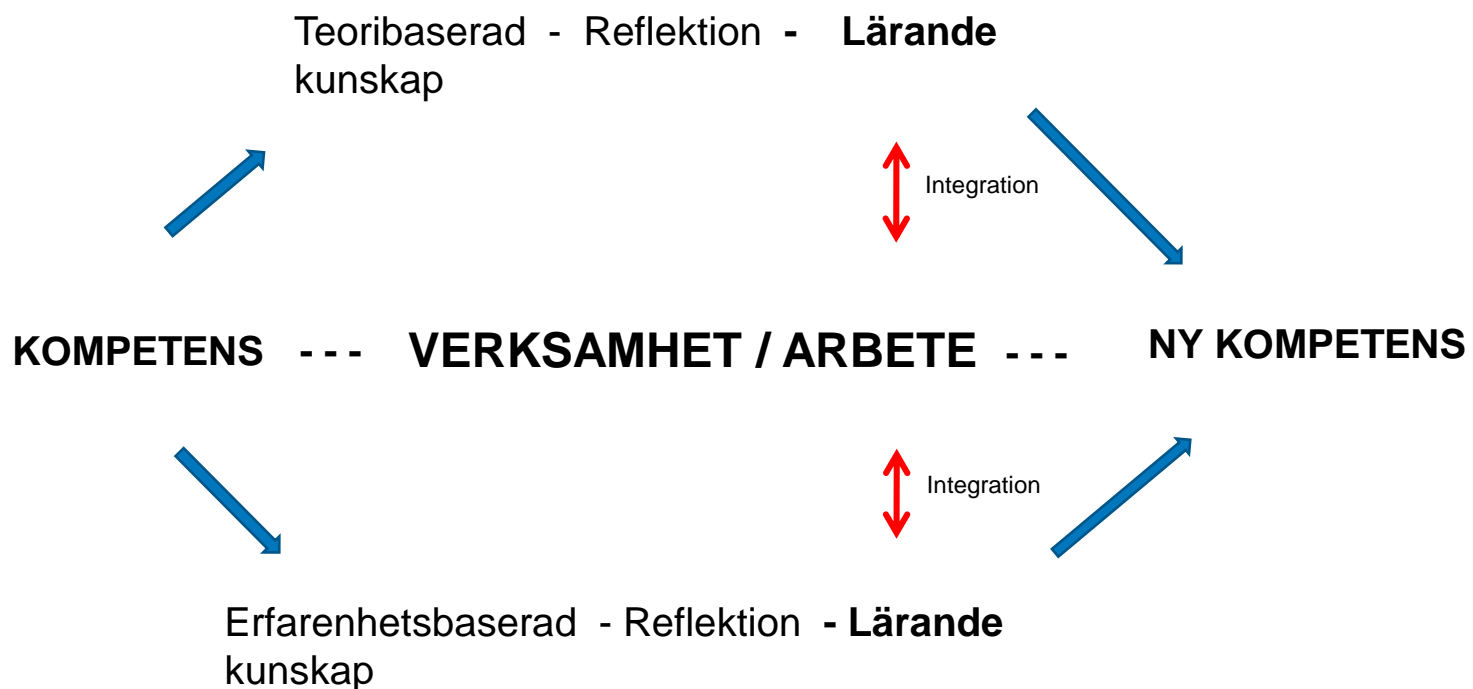 Teoribaserad - Reflektion - Lärande
kunskap
Integration
KOMPETENS - - - VERKSAMHET / ARBETE - - - NY KOMPETENS
Integration
Erfarenhetsbaserad - Reflektion - Lärande
kunskap